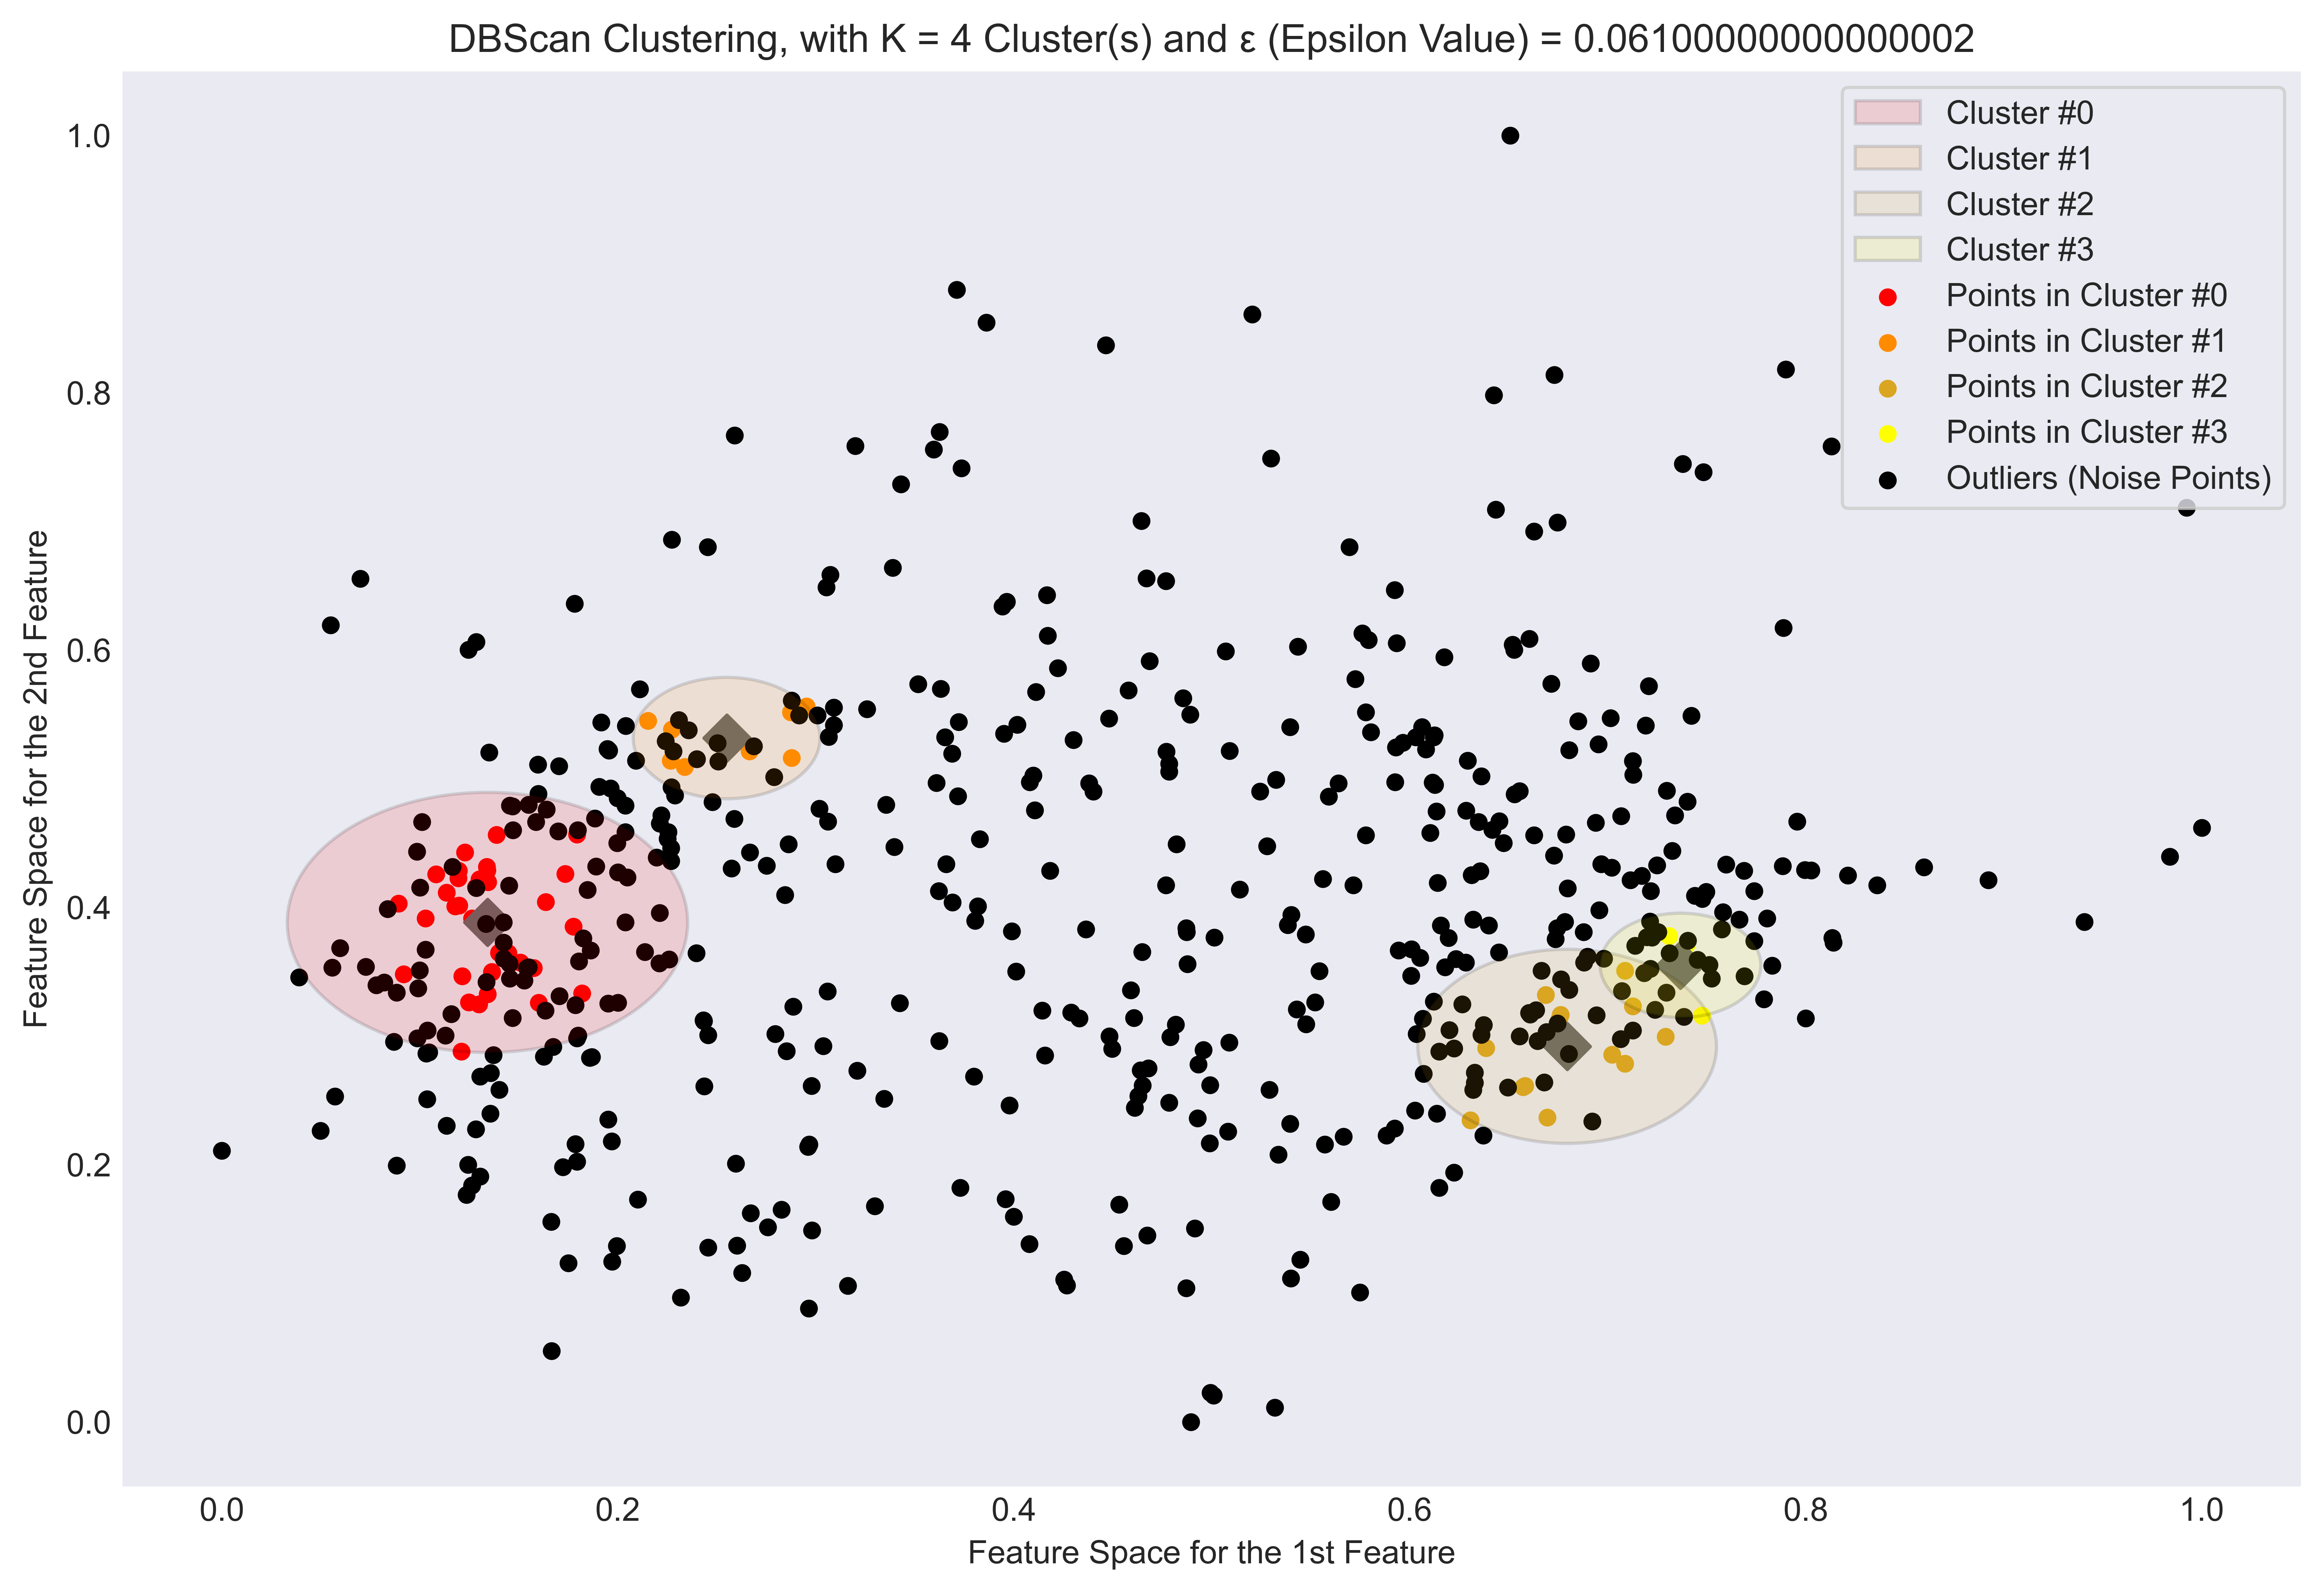 DBScan Clustering, with K = 4 Cluster(s) and ε (Epsilon Value) = 0.06100000000000002
Cluster #0
Cluster #1
Cluster #2
Cluster #3
Points in Cluster #0
Points in Cluster #1
Points in Cluster #2
Points in Cluster #3
Outliers (Noise Points)
1.0
0.8
0.6
0.4
0.2
0.0
Feature Space for the 2nd Feature
0.0 0.2 0.4 0.6 0.8 1.0
Feature Space for the 1st Feature